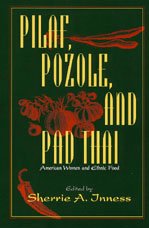 PILAF,
POZOLE,
AND
PAD THAI
American Women and Ethnic Food
Edited by
Sherrie A. Inness